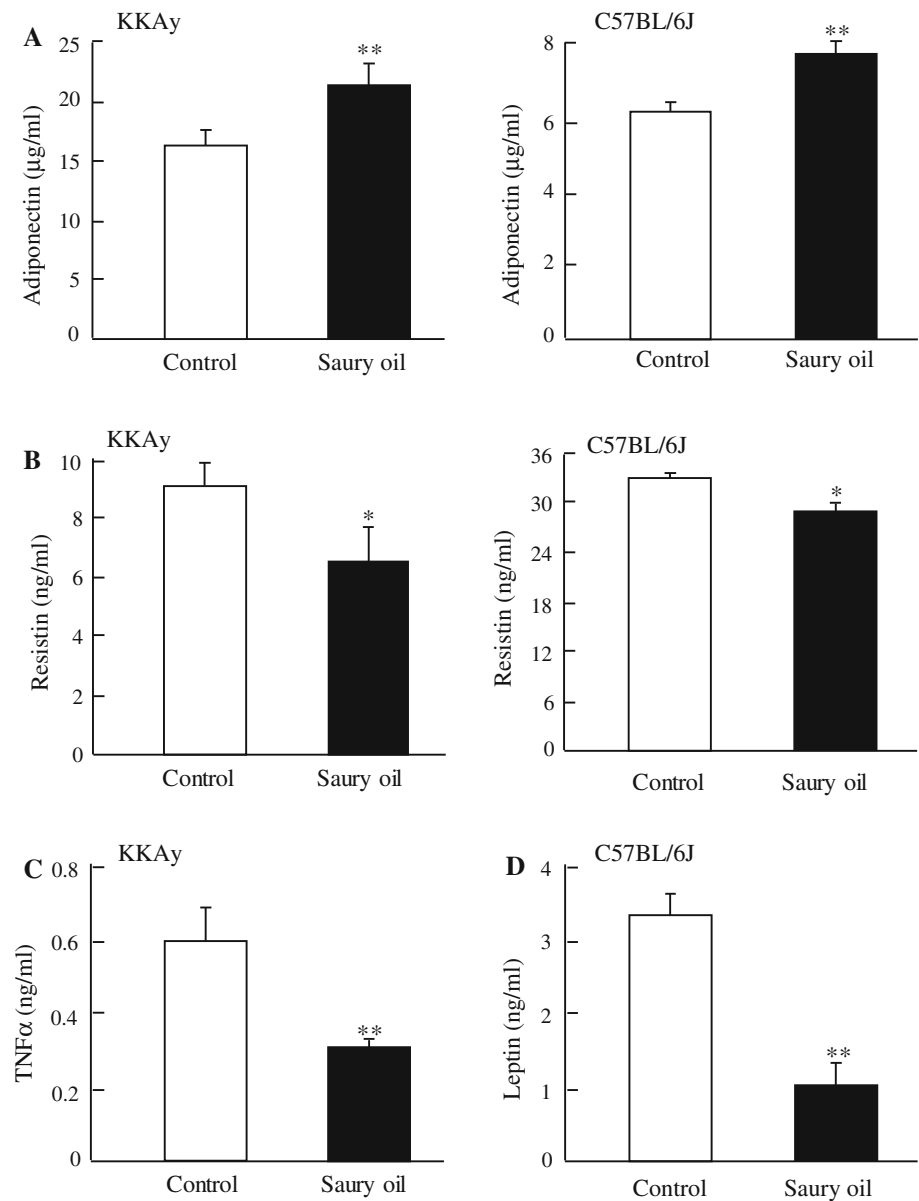 A
KKAy
25
20
15
10
5
0
Adiponectin (μg/ml)
**
Control
Saury oil
C57BL/6J
8
6
4
2
0
Adiponectin (μg/ml)
**
Control
Saury oil
B
KKAy
10
8
6
4
2
0
Resistin (ng/ml)
*
Control
Saury oil
C57BL/6J
36
30
24
18
12
6
0
Resistin (ng/ml)
*
Control
Saury oil
C
KKAy
0.8
0.6
0.4
0.2
0
TNFα (ng/ml)
**
Control
Saury oil
D
C57BL/6J
4
3
2
1
0
Leptin (ng/ml)
**
Control
Saury oil